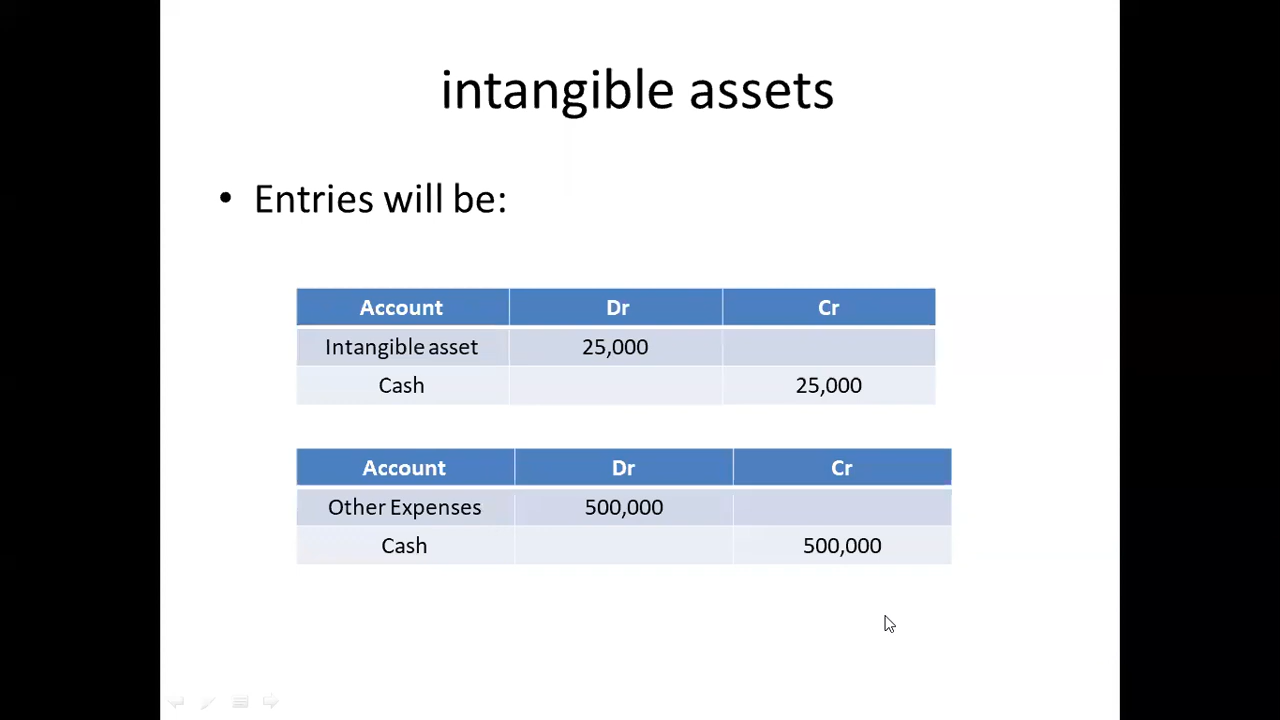 intangible assets
• Entries will be:
Account Dr Cr
Intangible asset 25,000
Cash 25,000
Account Dr Cr
Other Expenses 500,000
Cash 500,000